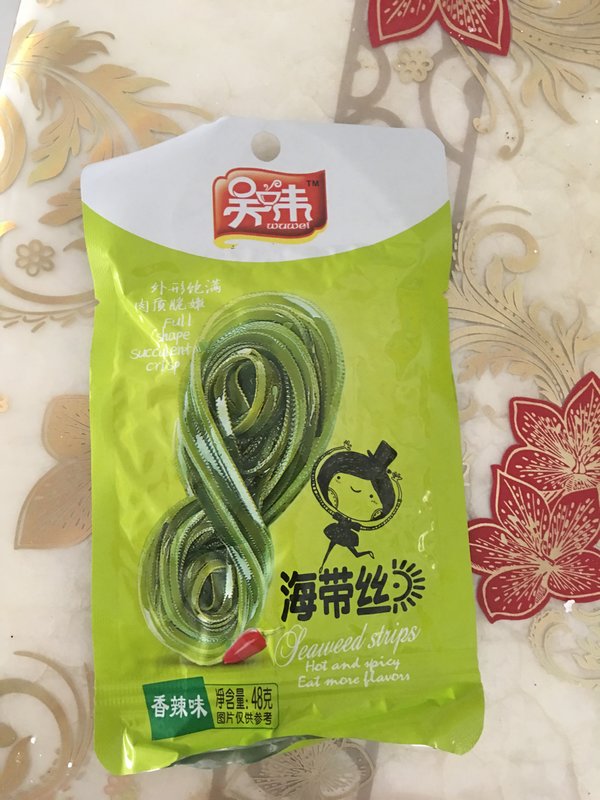 吴味 TM
wuwei
外形饱满
肉质脆嫩
Full
shape
crisp
海带丝
Seaweed strips
Hot and spicy
Eat more flavors
香辣味
净含量:48克
图片仅供参考